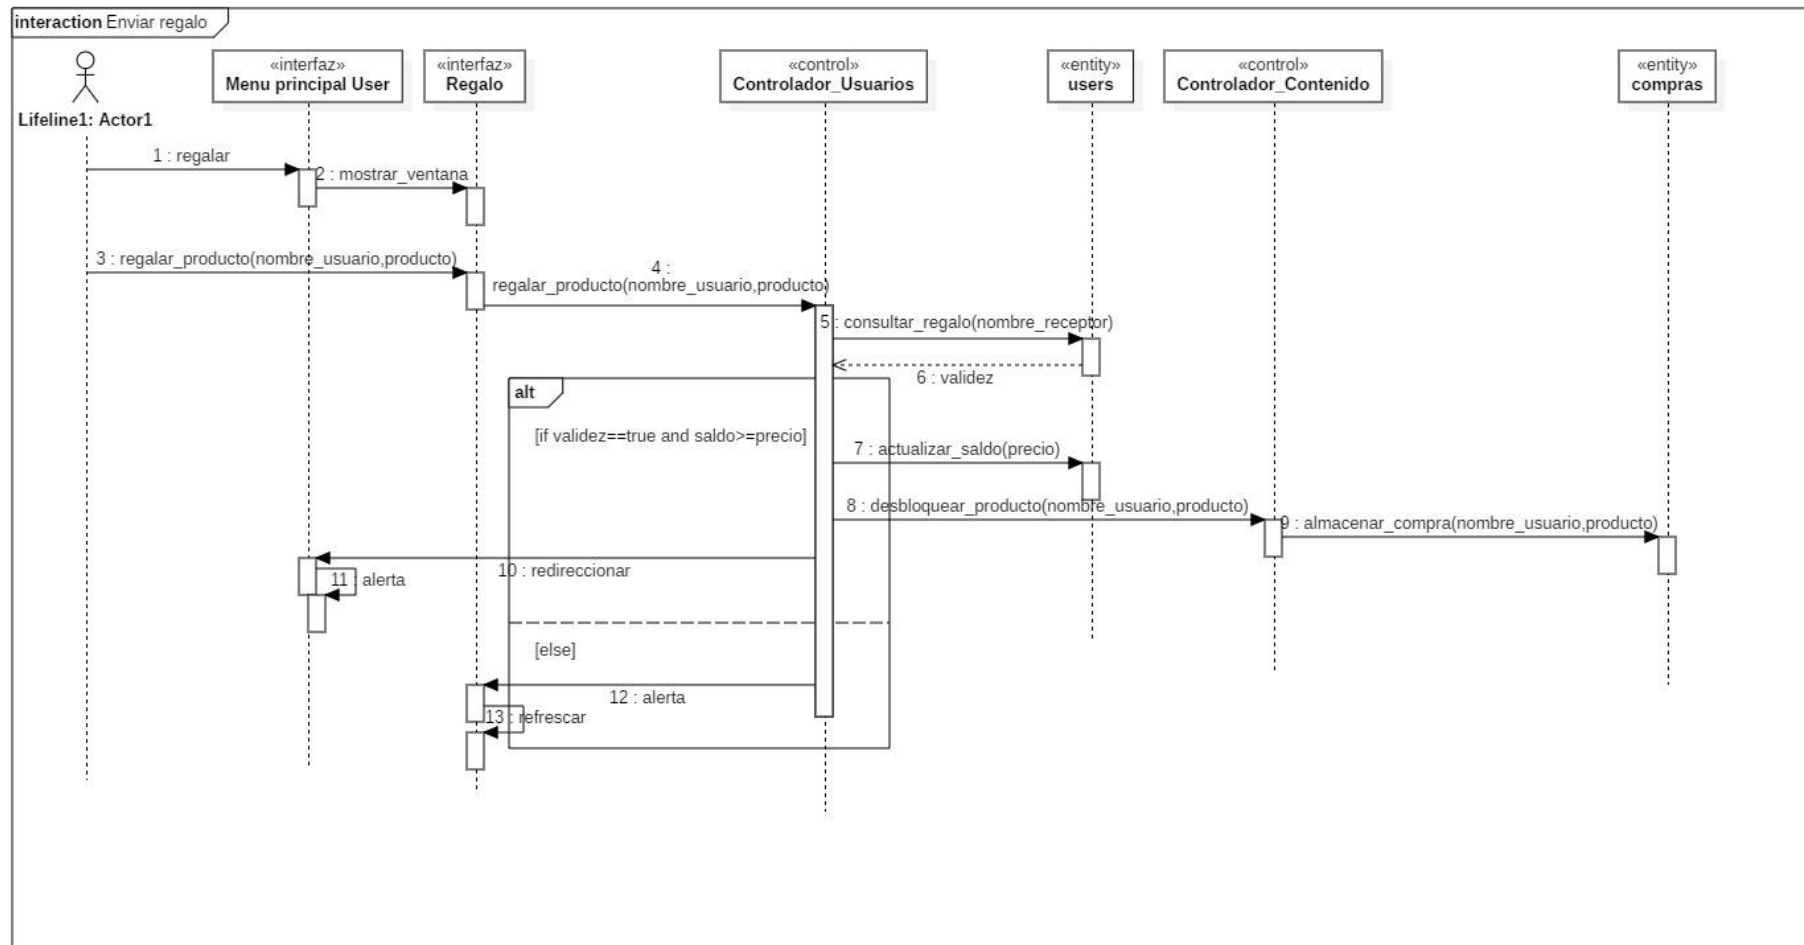 interaction Enviar regalo
«interfaz»
Menu principal User
«interfaz»
Regalo
«control»
Controlador_Usuarios
«entity»
users
«control»
Controlador_Contenido
«entity»
compras
Lifeline1: Actor1
1 : regalar
2 : mostrar_ventana
3 : regalar_producto(nombre_usuario,producto)
4 :
regalar_producto(nombre_usuario,producto)
5 : consultar_regalo(nombre_receptor)
6 : validez
alt
[if validez==true and saldo>=precio]
7 : actualizar_saldo(precio)
8 : desbloquear_producto(nombre_usuario,producto)
9 : almacenar_compra(nombre_usuario,producto)
10 : redireccionar
11 : alerta
[else]
12 : alerta
13 : refrescar